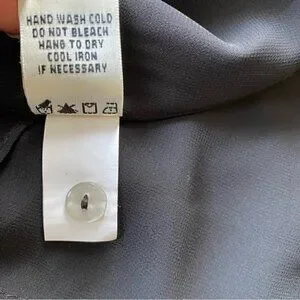 HAND WASH COLD
DO NOT BLEACH
HANG TO DRY
COOL IRON
IF NECESSARY